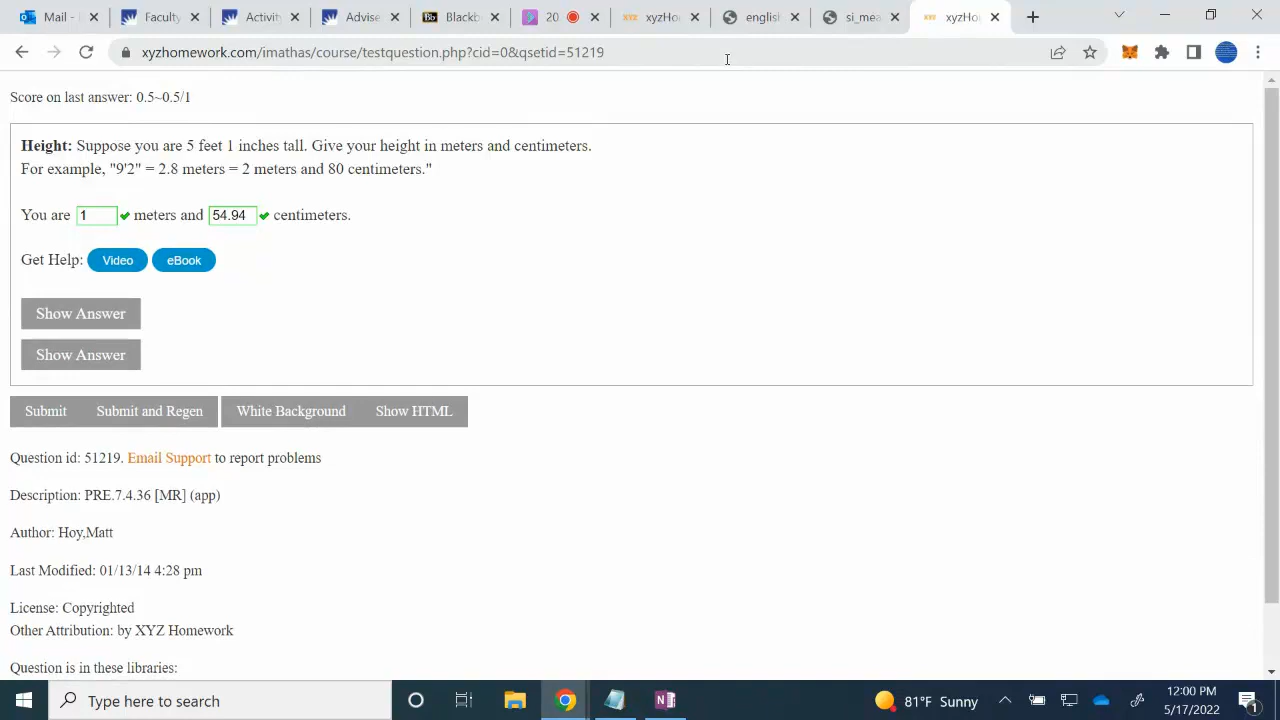 Mail -
Faculty
Activit
Advise
Blackb
20
xyzHo
english
si_mea
xyzHo
xyzhomework.com/imathas/course/testquestion.php?cid=0&qsetid=51219
Score on last answer: 0.5~0.5/1
Height: Suppose you are 5 feet 1 inches tall. Give your height in meters and centimeters.
For example, "9'2" = 2.8 meters = 2 meters and 80 centimeters."
You are 1 meters and 54.94 centimeters.
Get Help: Video eBook
Show Answer
Show Answer
Submit Submit and Regen White Background Show HTML
Question id: 51219. Email Support to report problems
Description: PRE.7.4.36 [MR] (app)
Author: Hoy,Matt
Last Modified: 01/13/14 4:28 pm
License: Copyrighted
Other Attribution: by XYZ Homework
Question is in these libraries:
Type here to search
81°F Sunny
12:00 PM
5/17/2022
1